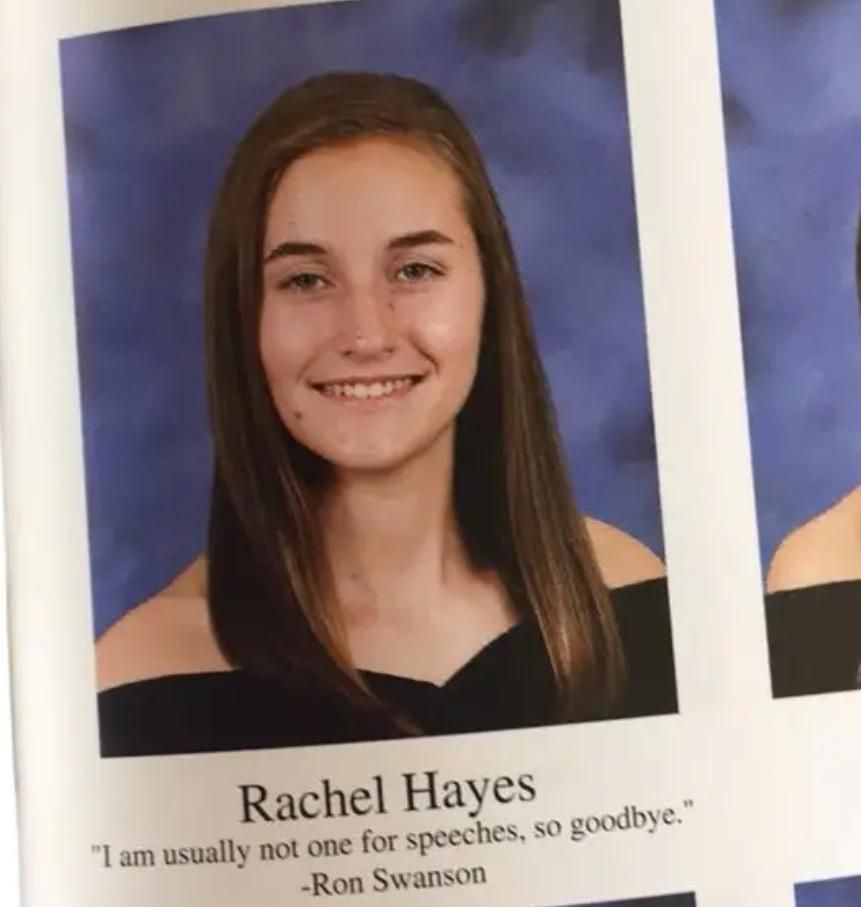 Rachel Hayes
"I am usually not one for speeches, so goodbye."
-Ron Swanson